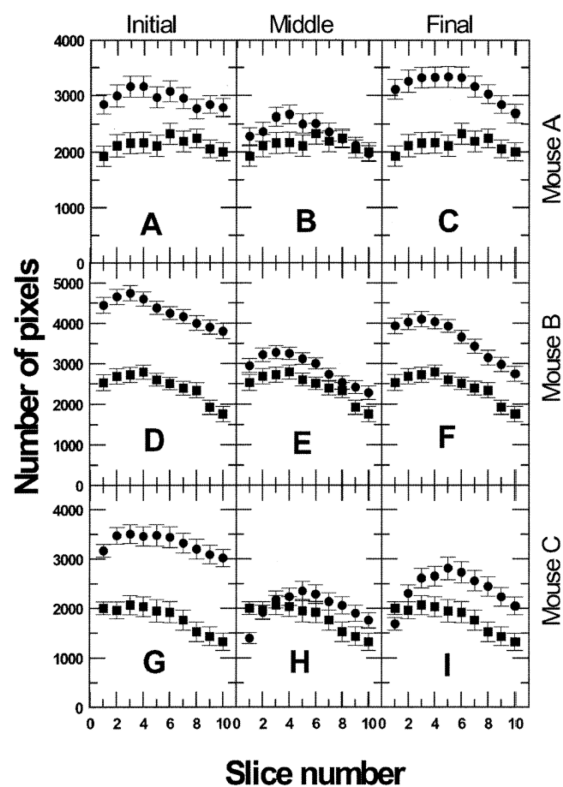 Initial Middle Final
4000
3000
2000
1000
0
A B C
Mouse A
5000
4000
3000
2000
1000
0
D E F
Mouse B
4000
3000
2000
1000
0
G H I
Mouse C
Number of pixels
0 2 4 6 8 10 0 2 4 6 8 10 0 2 4 6 8 10
Slice number